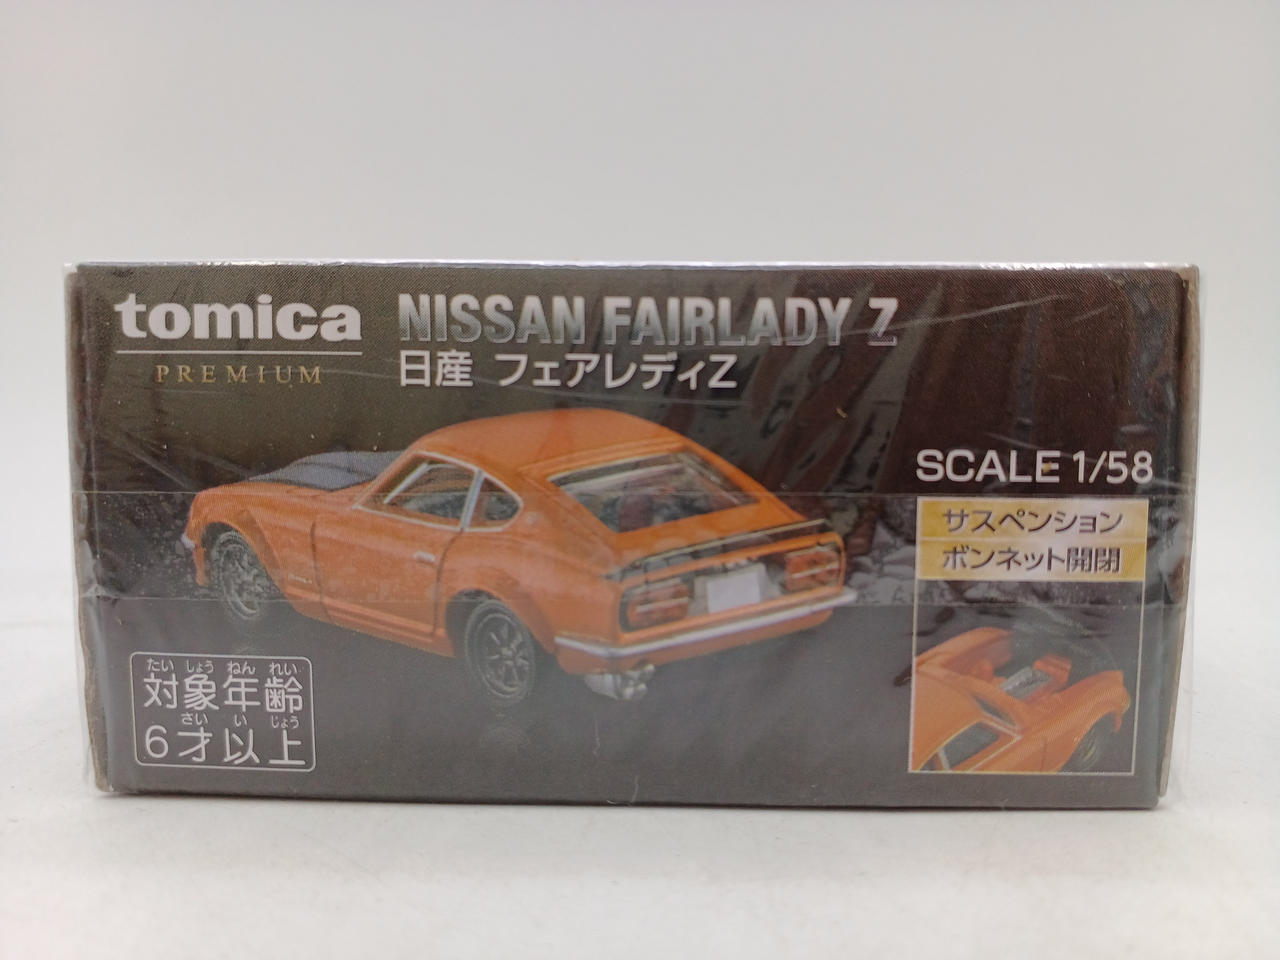 tomica
PREMIUM
NISSAN FAIRLADY Z
日産 フェアレディZ
SCALE 1/58
サスペンション
ボンネット開閉
たい しょう ねん れい
対象年齢
さい い じょう
6才以上